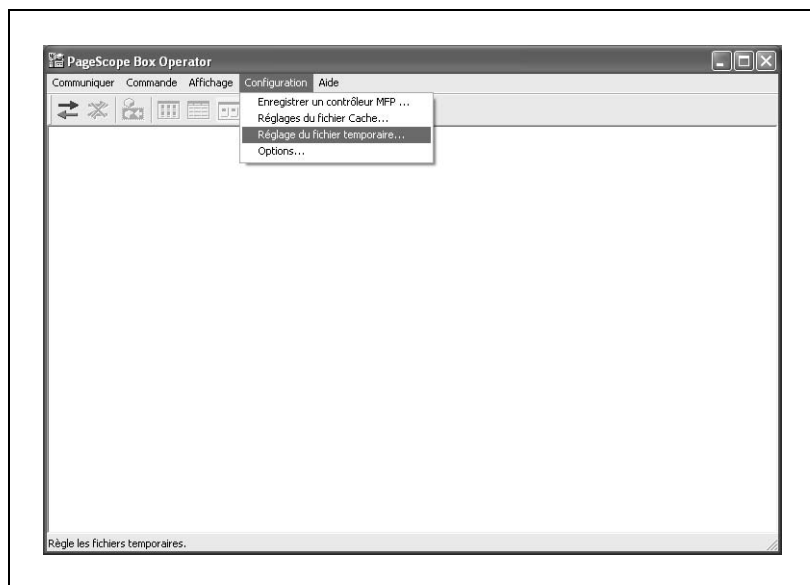 PageScope Box Operator
Communiquer Commande Affichage Configuration Aide
Enregistrer un contrôleur MFP ...
Réglages du fichier Cache...
Réglage du fichier temporaire...
Options...
Règle les fichiers temporaires.